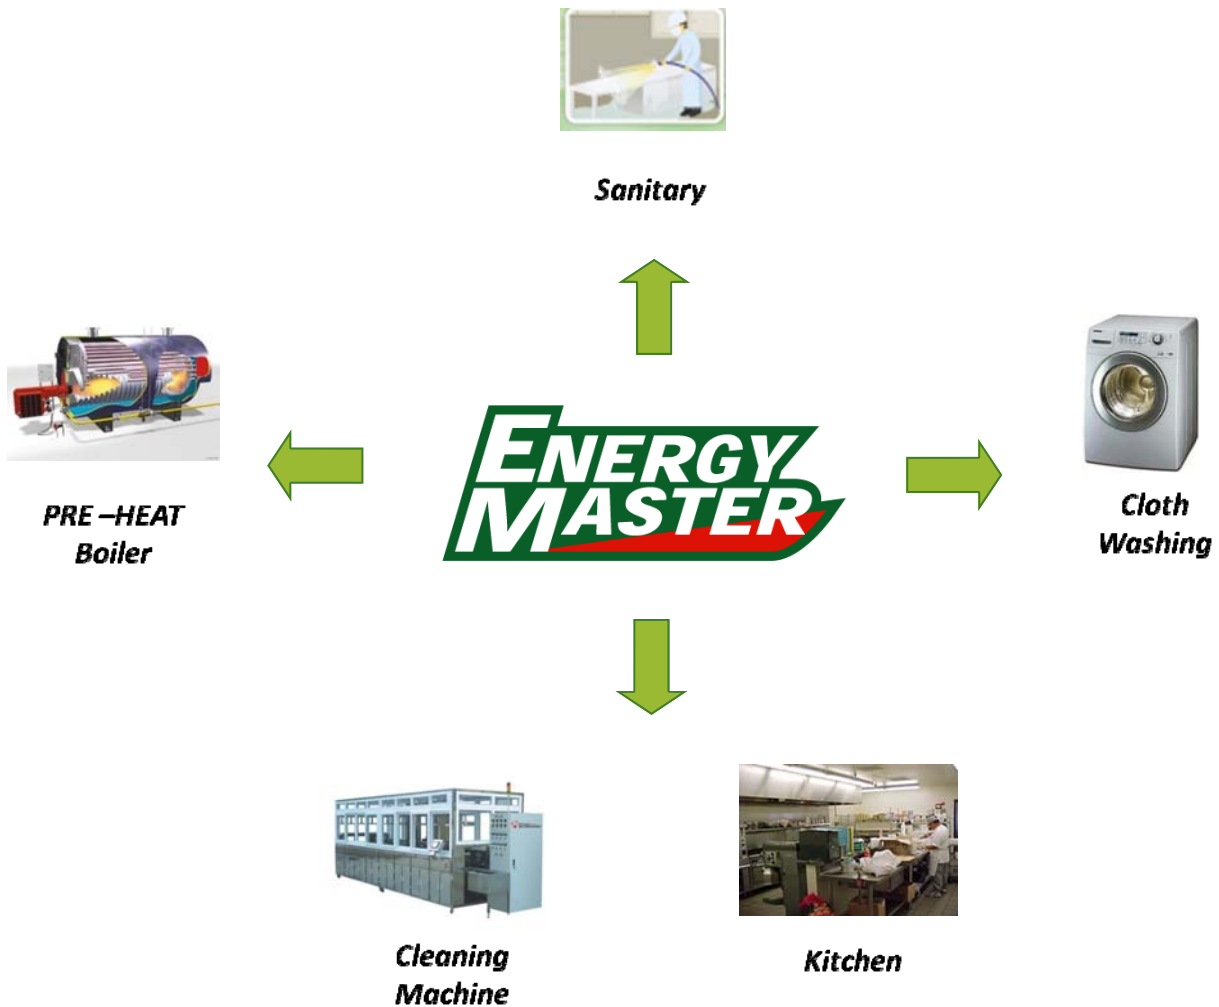 Sanitary
PRE –HEAT
Boiler
ENERGY
MASTER
Cloth
Washing
Cleaning
Machine
Kitchen